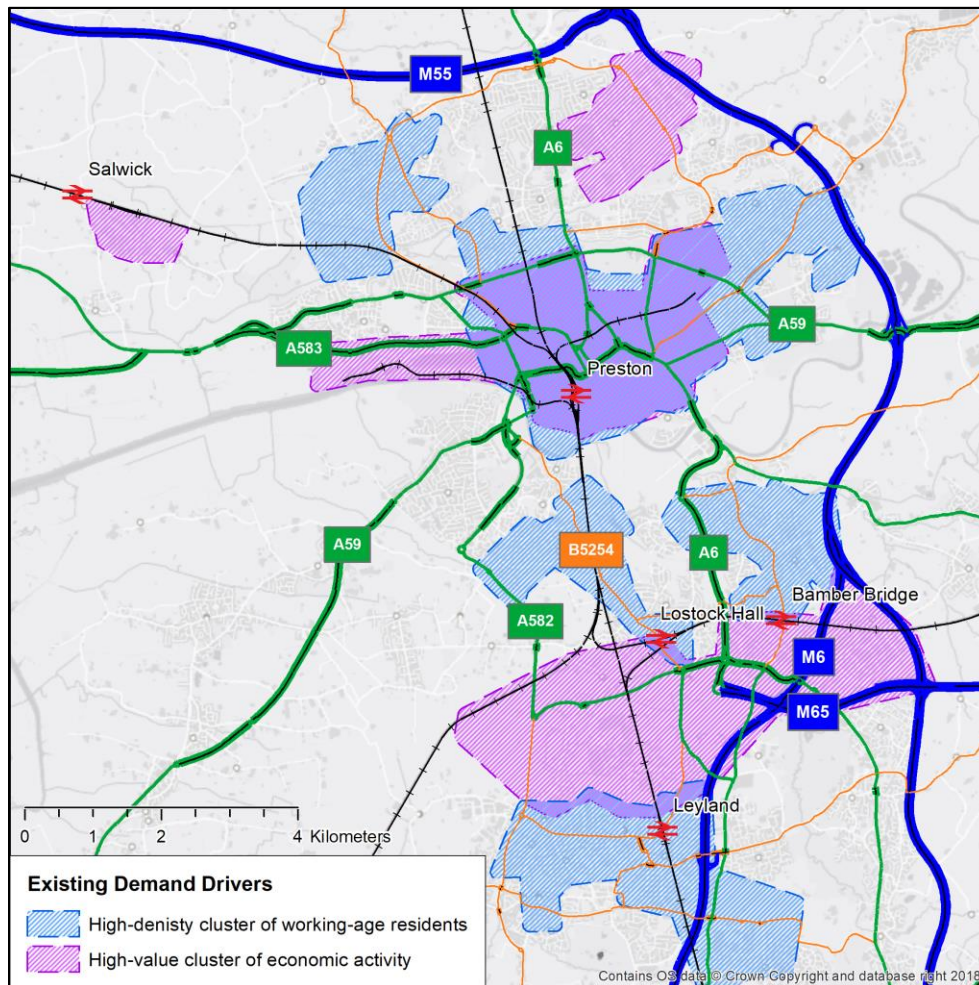 M55
A6
Salwick
A59
A583
Preston
A59
B5254
A6
Bamber Bridge
Lostock Hall
A582
M6
M65
Leyland
0 1 2 4 Kilometers
Existing Demand Drivers
High-denisty cluster of working-age residents
High-value cluster of economic activity
Contains OS data © Crown Copyright and database right 2018